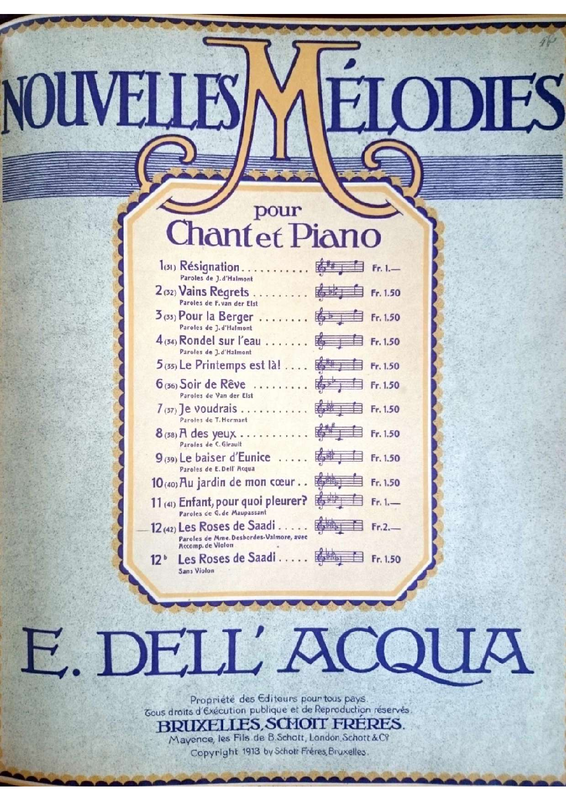 NOUVELLES MÉLODIES
pour
Chant et Piano
1 (31) Résignation ........... Fr. 1.—
Paroles de J. d'Halmont
2 (32) Vains Regrets ......... Fr. 1.50
Paroles de F. van der Elst
3 (33) Pour la Berger ........ Fr. 1.50
Paroles de J. d'Halmont
4 (34) Rondel sur l'eau ....... Fr. 1.50
Paroles de J. d'Halmont
5 (35) Le Printemps est là! .... Fr. 1.50
6 (36) Soir de Rêve ......... Fr. 1.50
Paroles de Van der Elst
7 (37) Je voudrais ........... Fr. 1.50
Paroles de T. Hermant
8 (38) A des yeux ........... Fr. 1.50
Paroles de C. Girault
9 (39) Le baiser d'Eunice ..... Fr. 1.50
Paroles de E. Dell' Acqua
10 (40) Au jardin de mon cœur .. Fr. 1.50
11 (41) Enfant, pour quoi pleurer? Fr. 1.—
Paroles de G. de Maupassant
12 (42) Les Roses de Saadi ..... Fr. 2.—
Paroles de Mme. Desbordes-Valmore, avec
Accomp. de Violon
12b Les Roses de Saadi ..... Fr. 1.50
Sans Violon
E. DELL' ACQUA
Propriété des Editeurs pour tous pays.
Tous droits d'Exécution publique et de Reproduction réservés.
BRUXELLES, SCHOTT FRÉRES.
Mayence, les Fils de B. Schott, London, Schott & Co
Copyright 1913 by Schott Fréres, Bruxelles.